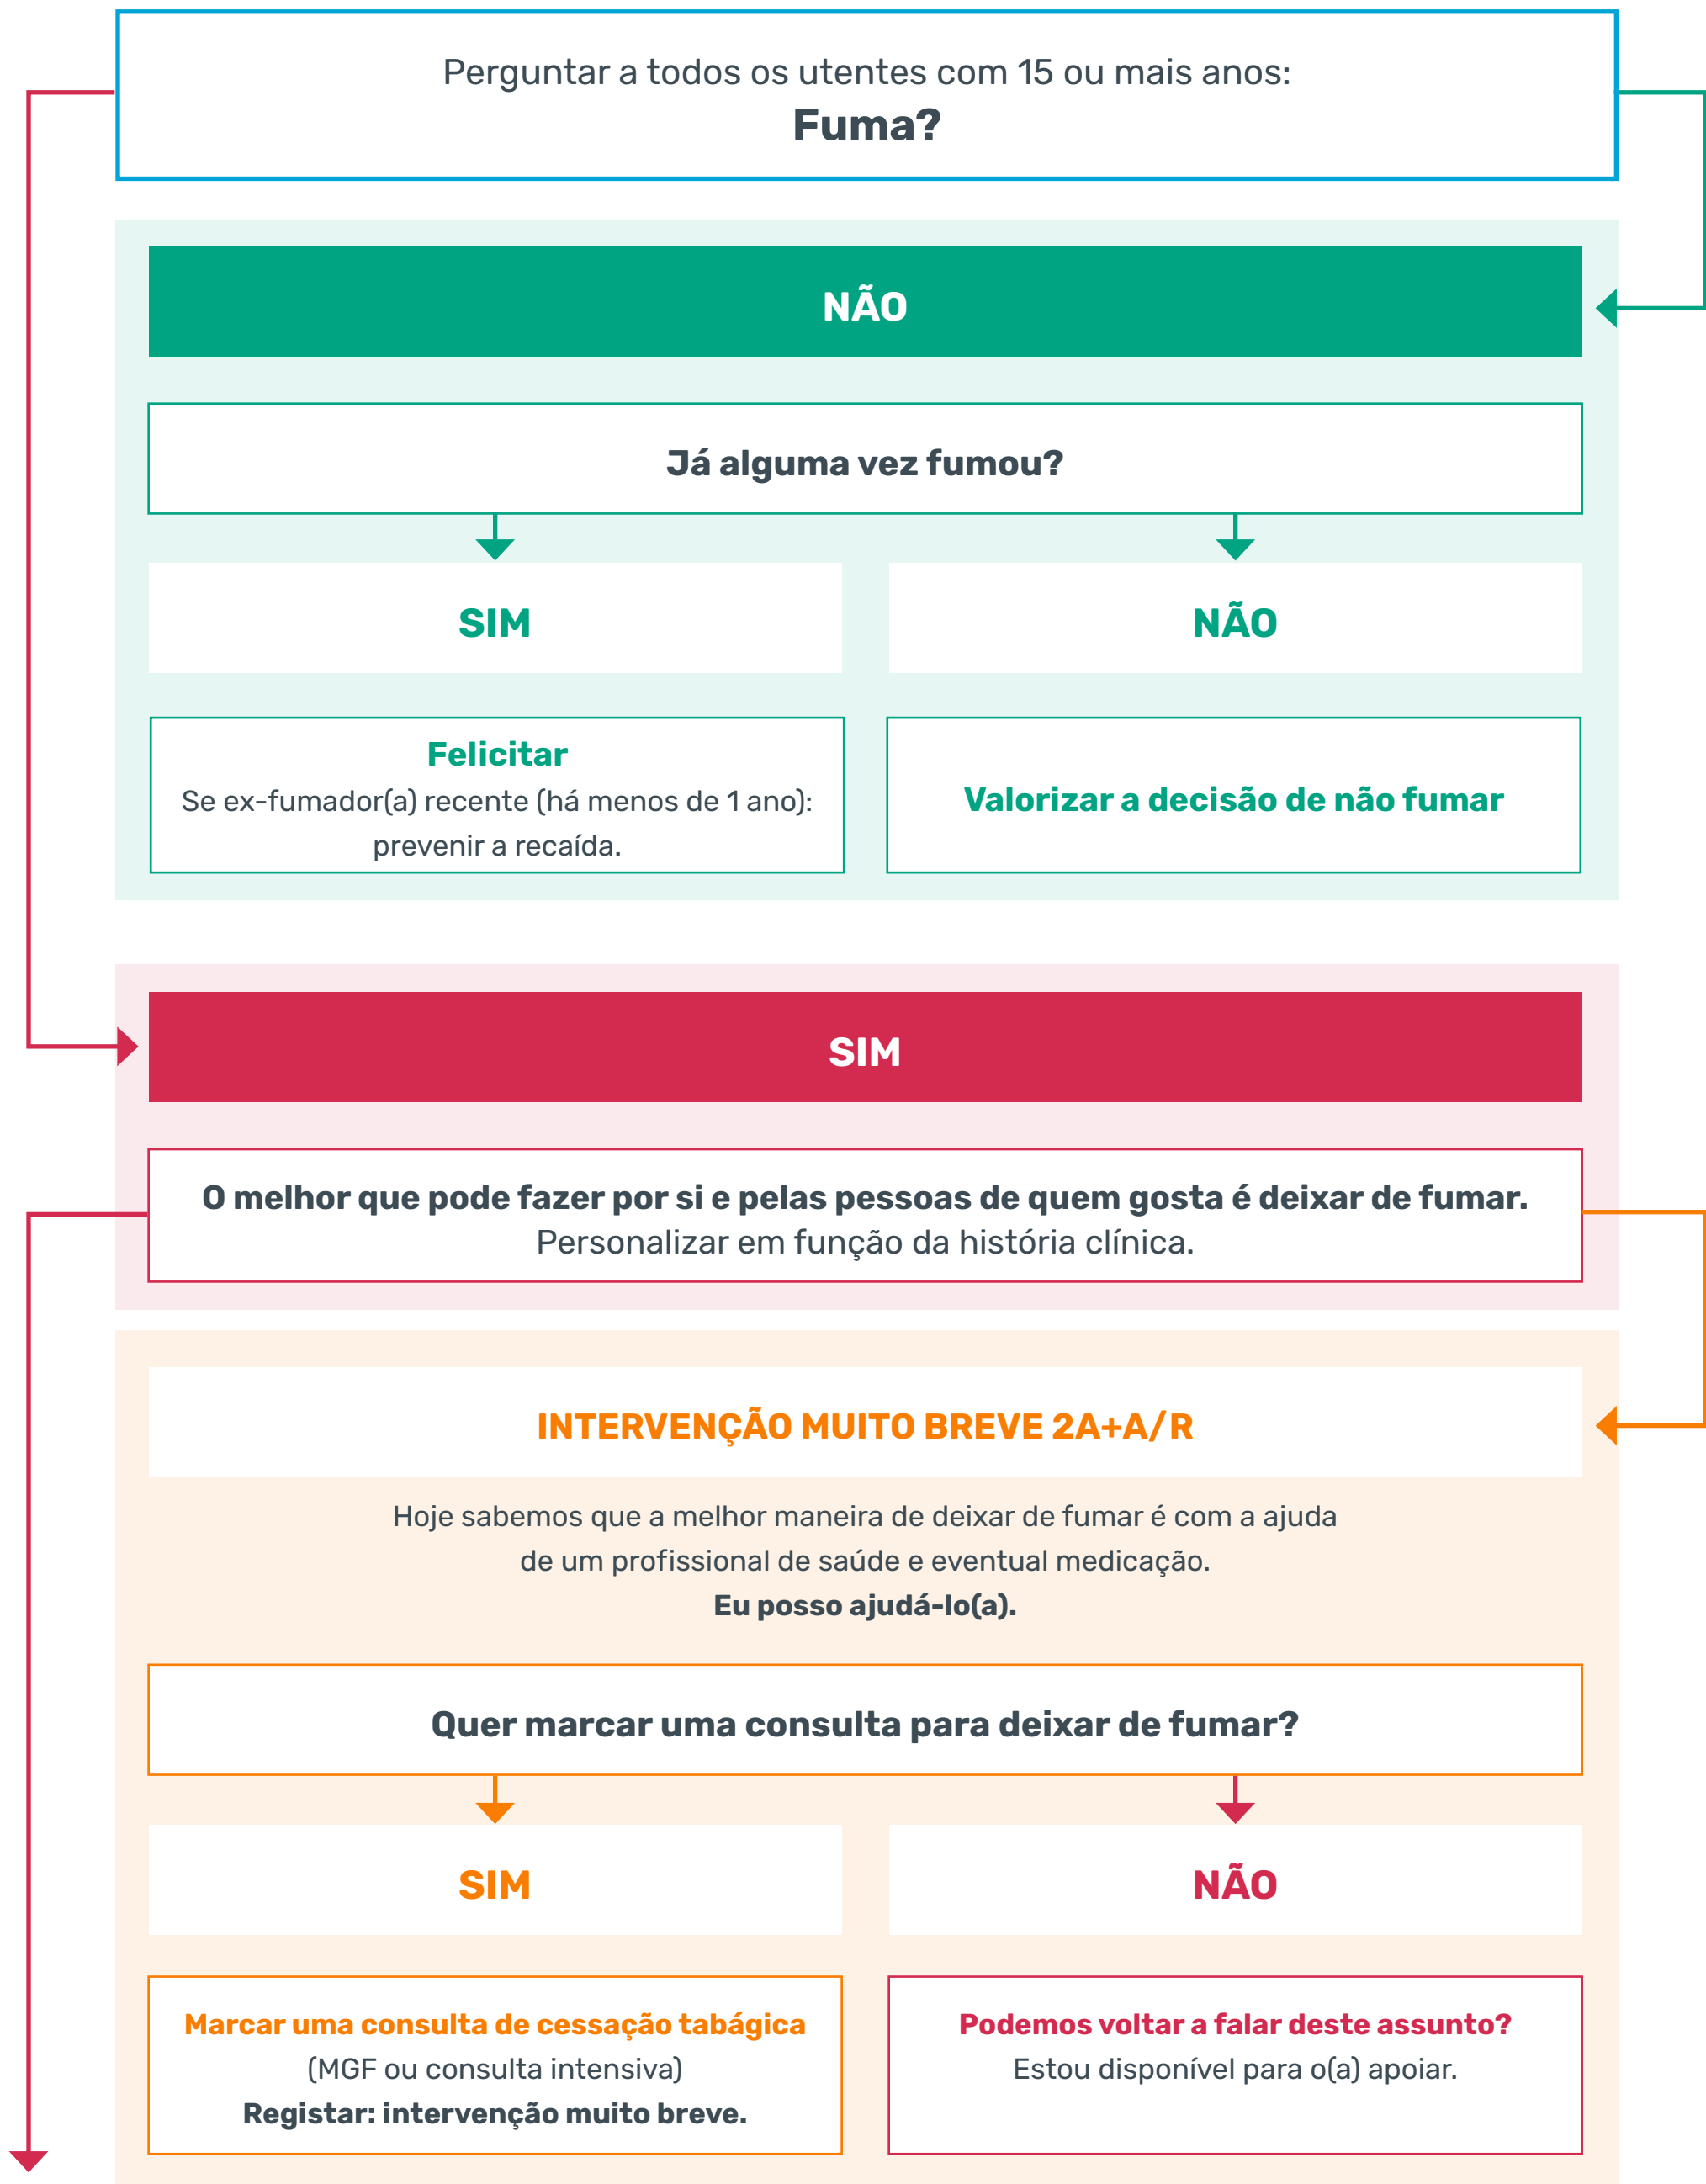 Perguntar a todos os utentes com 15 ou mais anos:
Fuma?
NÃO
Já alguma vez fumou?
SIM
NÃO
Felicitar
Se ex-fumador(a) recente (há menos de 1 ano):
prevenir a recaída.
Valorizar a decisão de não fumar
SIM
O melhor que pode fazer por si e pelas pessoas de quem gosta é deixar de fumar.
Personalizar em função da história clínica.
INTERVENÇÃO MUITO BREVE 2A+A/R
Hoje sabemos que a melhor maneira de deixar de fumar é com a ajuda
de um profissional de saúde e eventual medicação.
Eu posso ajudá-lo(a).
Quer marcar uma consulta para deixar de fumar?
SIM
NÃO
Marcar uma consulta de cessação tabágica
(MGF ou consulta intensiva)
Registar: intervenção muito breve.
Podemos voltar a falar deste assunto?
Estou disponível para o(a) apoiar.